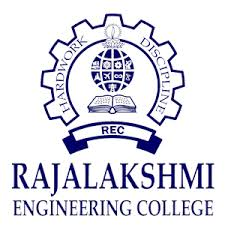 HARDWORK DISCIPLINE
REC
RAJALAKSHMI
ENGINEERING COLLEGE